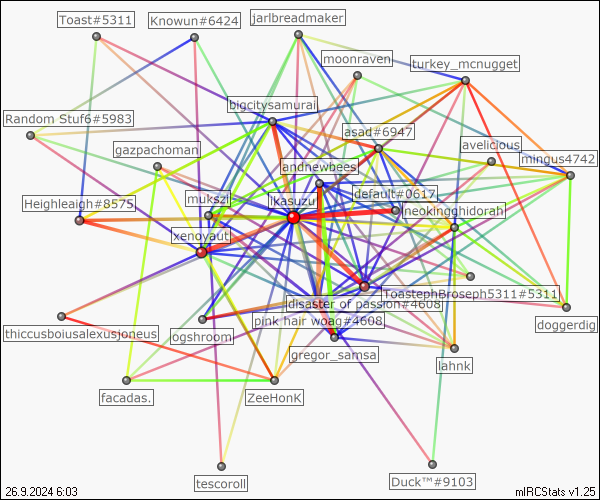 Toast#5311
Knowun#6424
jarlbreadmaker
moonraven
turkey_mcnugget
bigcitysamurai
Random Stuf6#5983
asad#6947
gazpachoman
avelicious
mingus4742
andnewbees
mukszi
ikasuzu
default#0617
Heighleaigh#8575
neokingghidorah
xenoyaut
ToastephBroseph5311#5311
disaster of passion#4608
pink hair woag#4608
doggerdig
thiccusboiusalexusjoneus
ogshroom
gregor_samsa
lahnk
facadas.
ZeeHonK
tescoroll
Duck™#9103
26.9.2024 6:03
mIRCStats v1.25